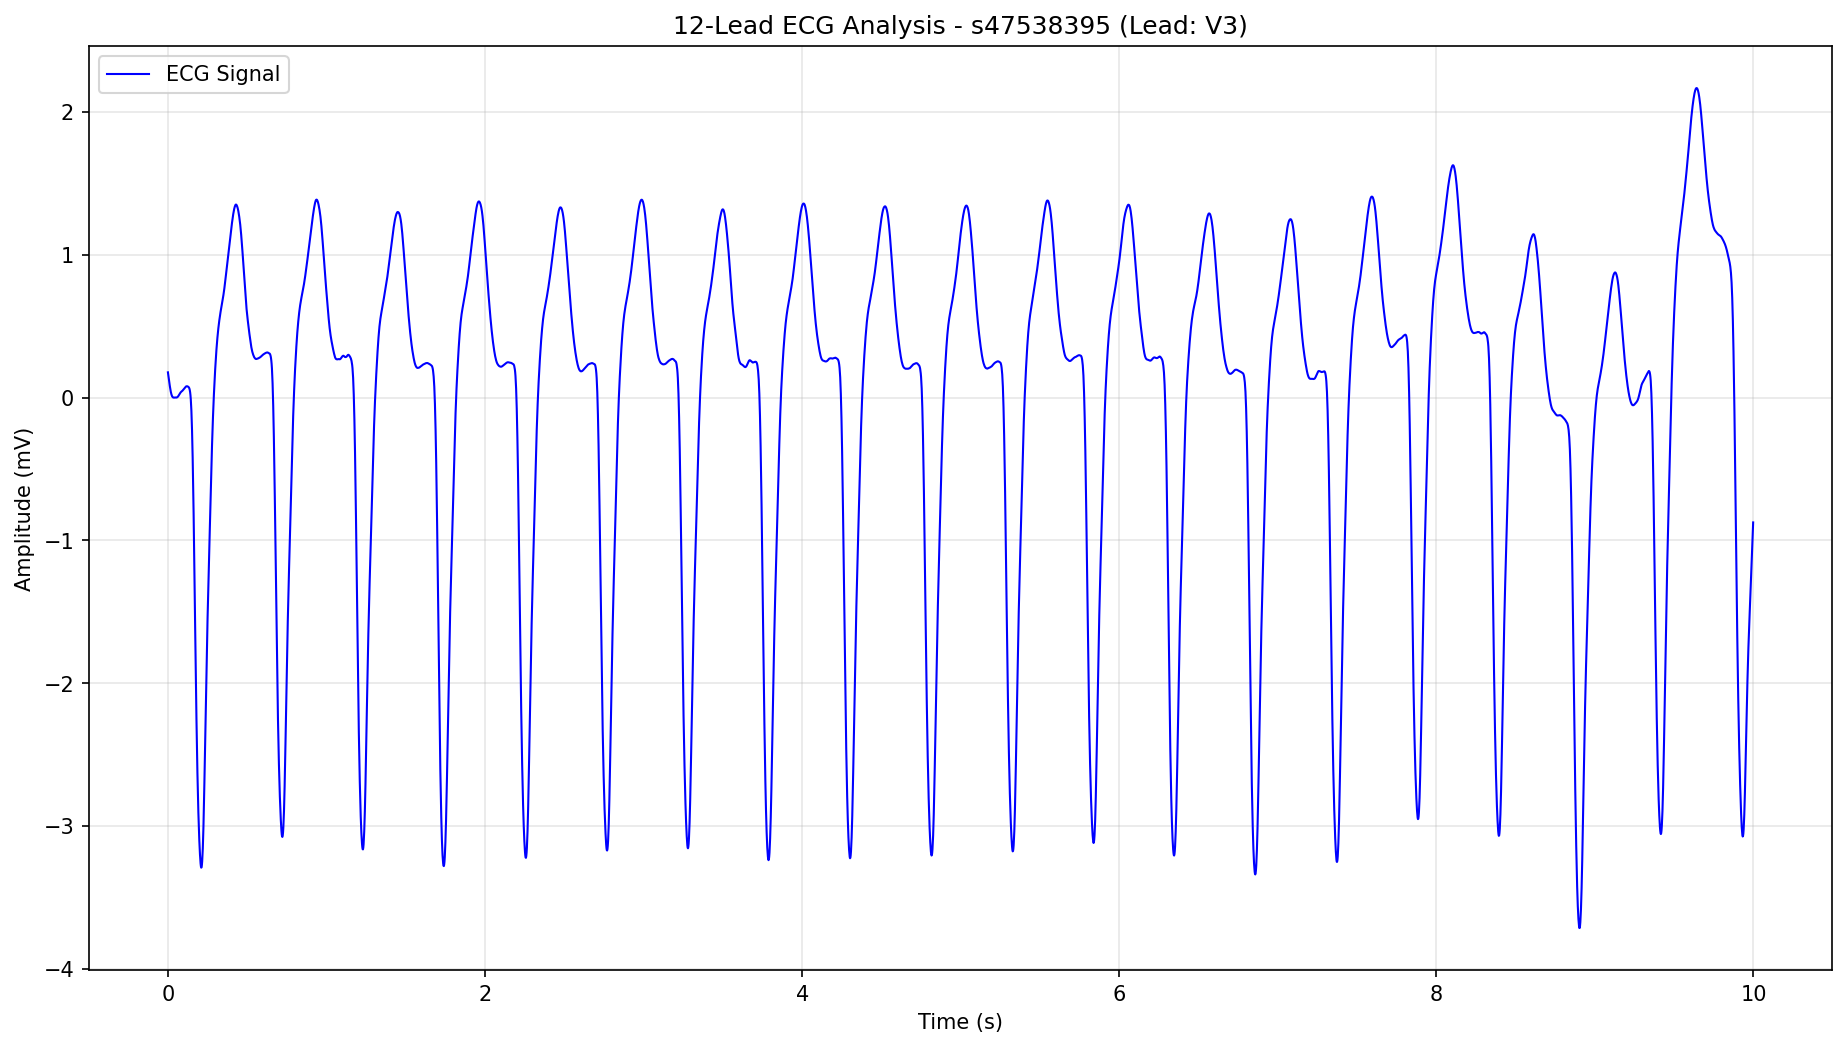 12-Lead ECG Analysis - s47538395 (Lead: V3)
ECG Signal
Amplitude (mV)
2
1
0
−1
−2
−3
−4
0 2 4 6 8 10
Time (s)